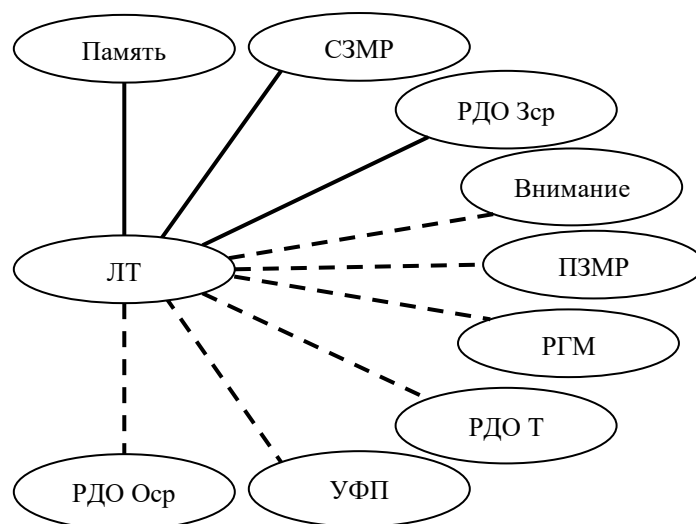 Память
СЗМР
РДО Зср
Внимание
ЛТ
ПЗМР
РГМ
РДО Т
РДО Оср
УФП